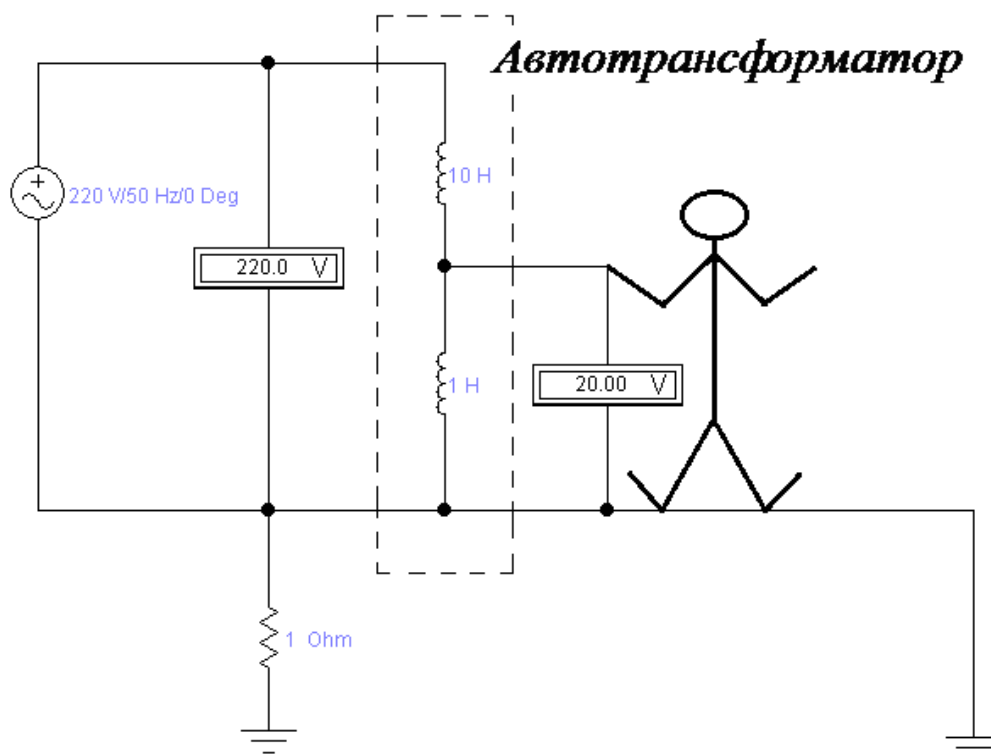 Автотрансформатор
10 H
220 V/50 Hz/0 Deg
220.0 V
1 H
20.00 V
1 Ohm